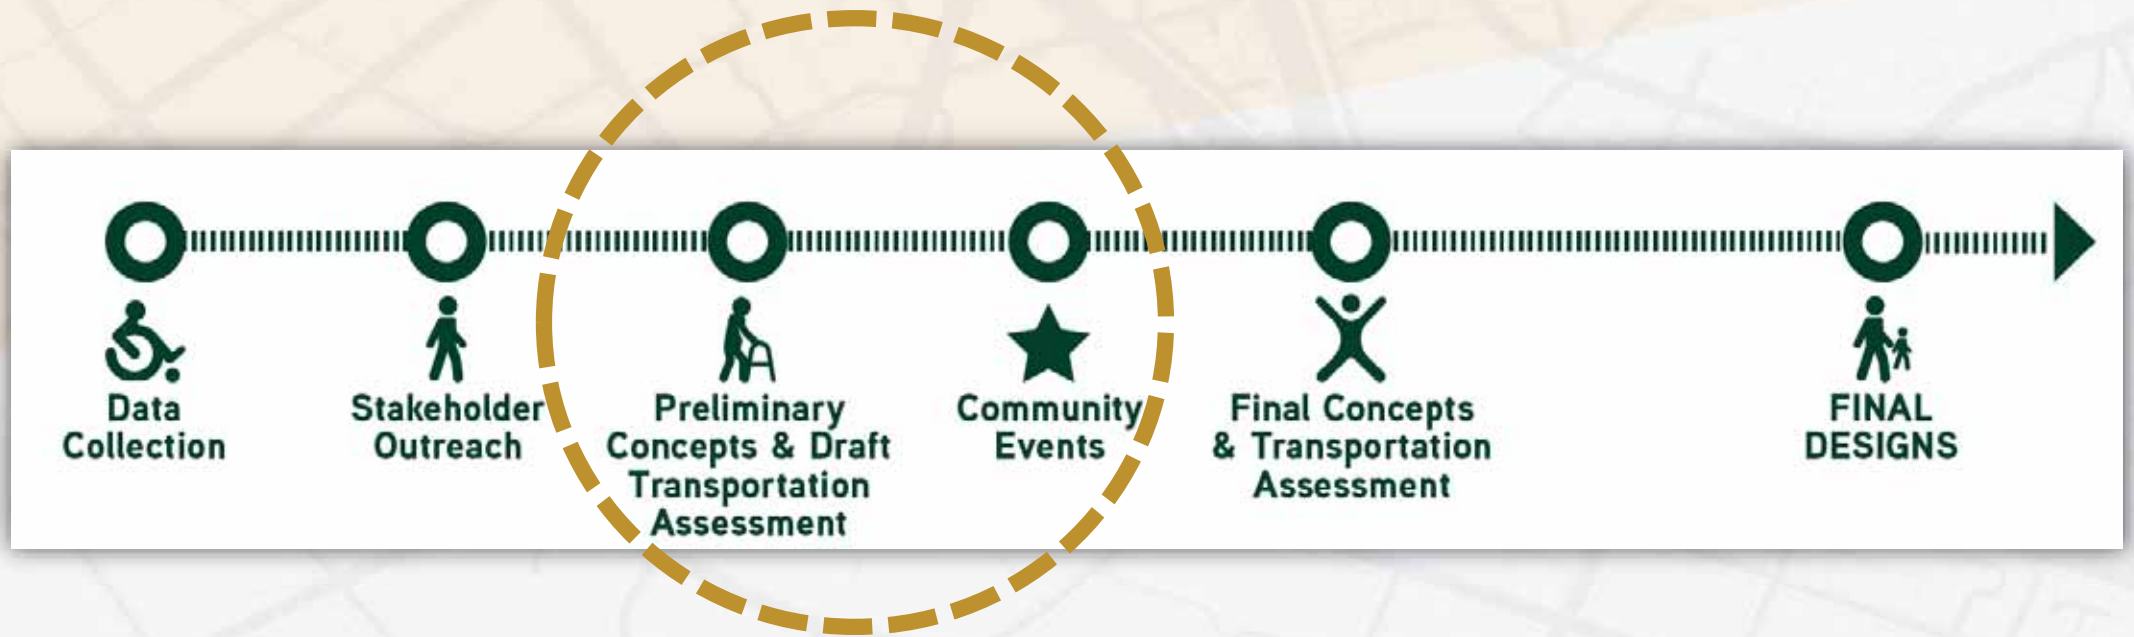 Data
Collection
Stakeholder
Outreach
Preliminary
Concepts & Draft
Transportation
Assessment
Community
Events
Final Concepts
& Transportation
Assessment
FINAL
DESIGNS